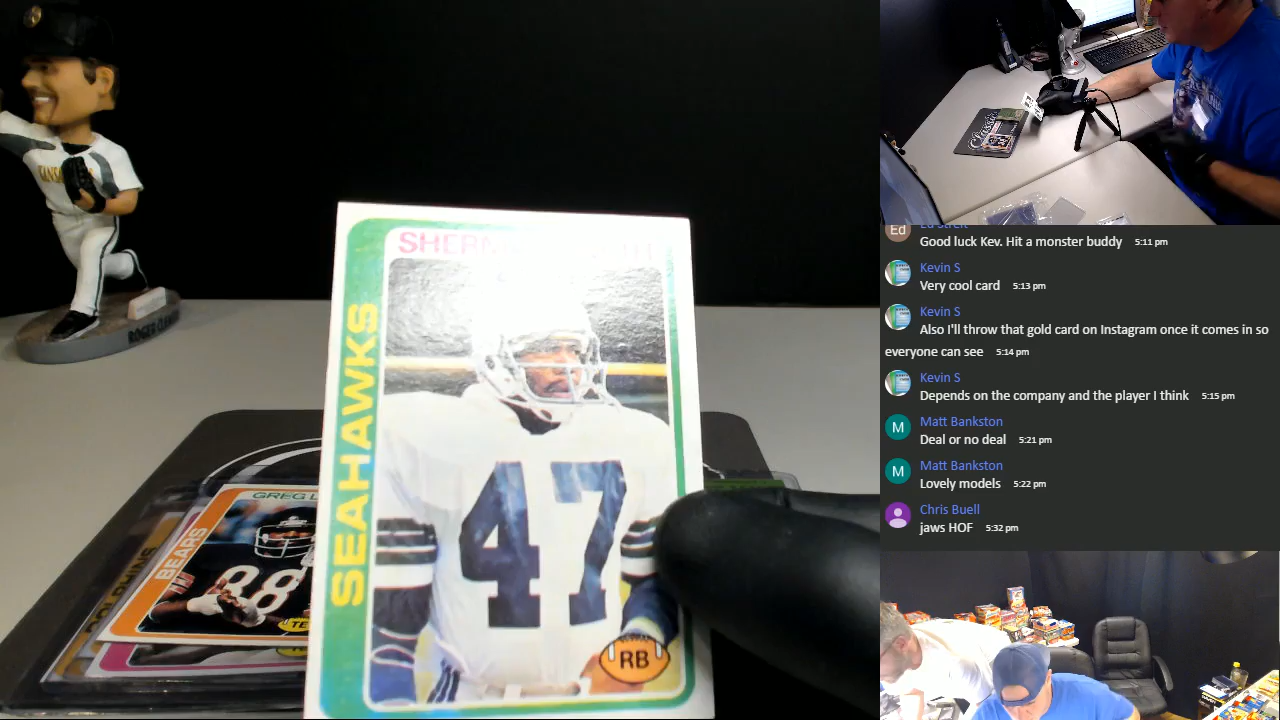 SEAHAWKS
47
RB
BEARS
GREG L
88
TE
DOLPHINS
Good luck Kev. Hit a monster buddy 5:11 pm
Kevin S
Very cool card 5:13 pm
Kevin S
Also I'll throw that gold card on Instagram once it comes in so
everyone can see 5:14 pm
Kevin S
Depends on the company and the player I think 5:15 pm
Matt Bankston
Deal or no deal 5:21 pm
Matt Bankston
Lovely models 5:22 pm
Chris Buell
jaws HOF 5:32 pm
Ed
M
M